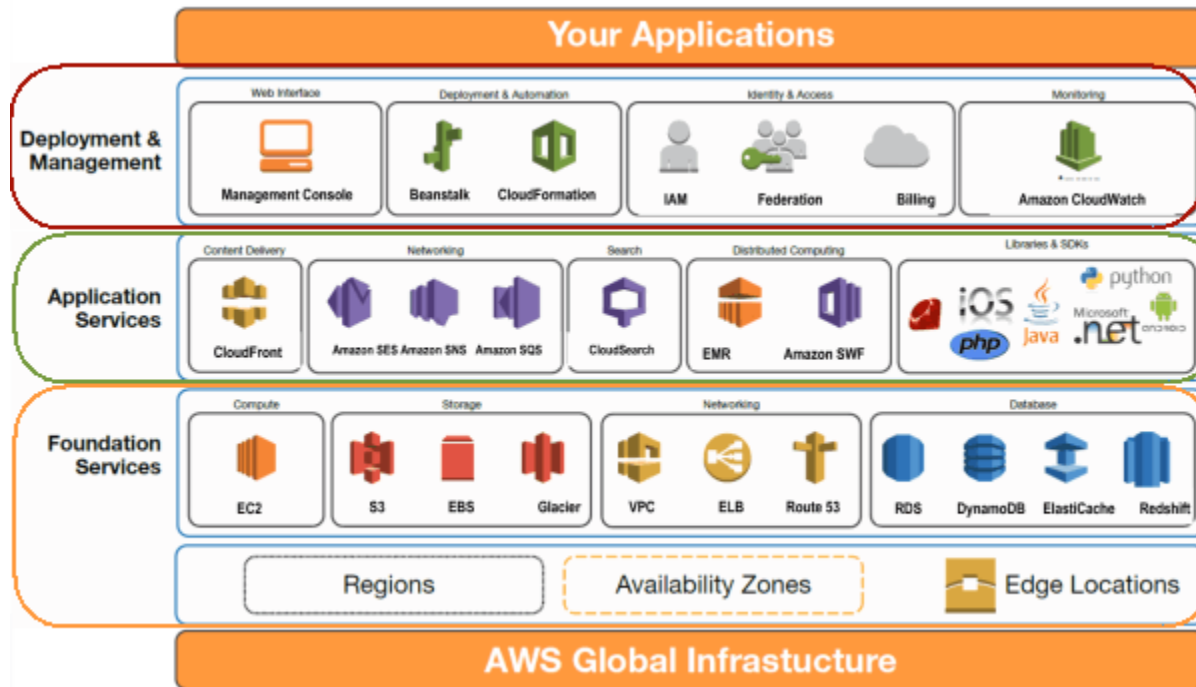 Your Applications
Deployment &
Management
Web Interface
Deployment & Automation
Identity & Access
Monitoring
Management Console
Beanstalk
CloudFormation
IAM
Federation
Billing
Amazon CloudWatch
Application
Services
Content Delivery
Networking
Search
Distributed Computing
Libraries & SDKs
CloudFront
Amazon SES
Amazon SNS
Amazon SQS
CloudSearch
EMR
Amazon SWF
iOS
php
Java
python
Microsoft
.net
ANDROID
Foundation
Services
Compute
Storage
Networking
Database
EC2
S3
EBS
Glacier
VPC
ELB
Route 53
RDS
DynamoDB
ElastiCache
Redshift
Regions
Availability Zones
Edge Locations
AWS Global Infrastucture